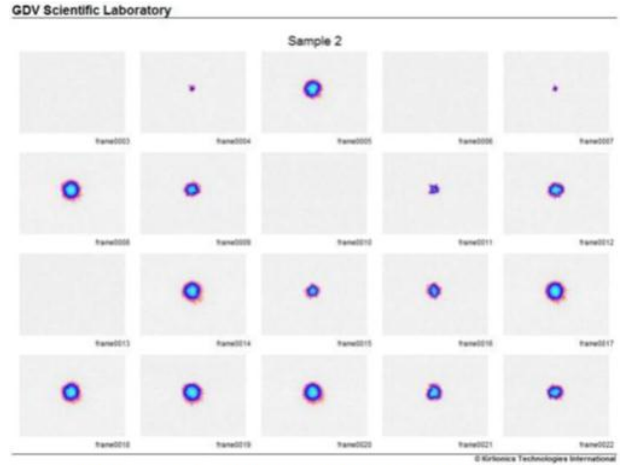 GDV Scientific Laboratory
Sample 2
frame0003 frame0004 frame0005 frame0006 frame0007
frame0008 frame0009 frame0010 frame0011 frame0012
frame0013 frame0014 frame0015 frame0016 frame0017
frame0018 frame0019 frame0020 frame0021 frame0022
© Kirlionics Technologies International